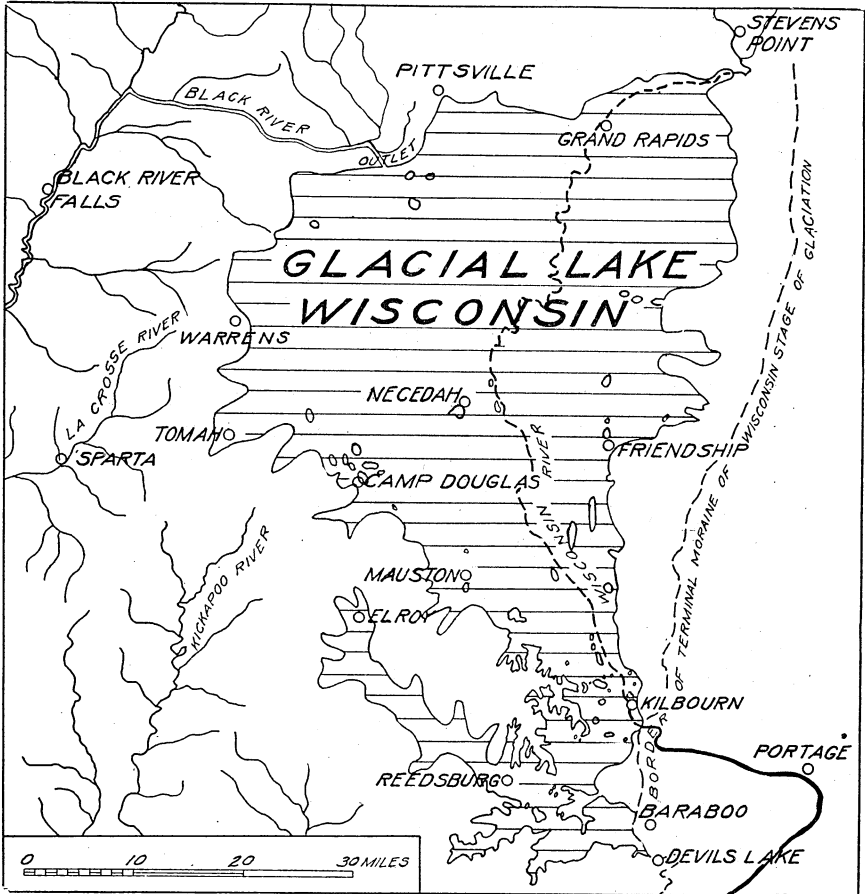 STEVENS
POINT
PITTSVILLE
BLACK RIVER
OUTLET
GRAND RAPIDS
BLACK RIVER
FALLS
GLACIAL LAKE
WISCONSIN
WARRENS
LA CROSSE RIVER
NECEDAH
TOMAH
SPARTA
FRIENDSHIP
CAMP DOUGLAS
WISCONSIN RIVER
MAUSTON
ELROY
KICKAPOO RIVER
BORDER OF TERMINAL MORAINE OF WISCONSIN STAGE OF GLACIATION
KILBOURN
PORTAGE
REEDSBURG
BARABOO
DEVILS LAKE
0 10 20 30 MILES